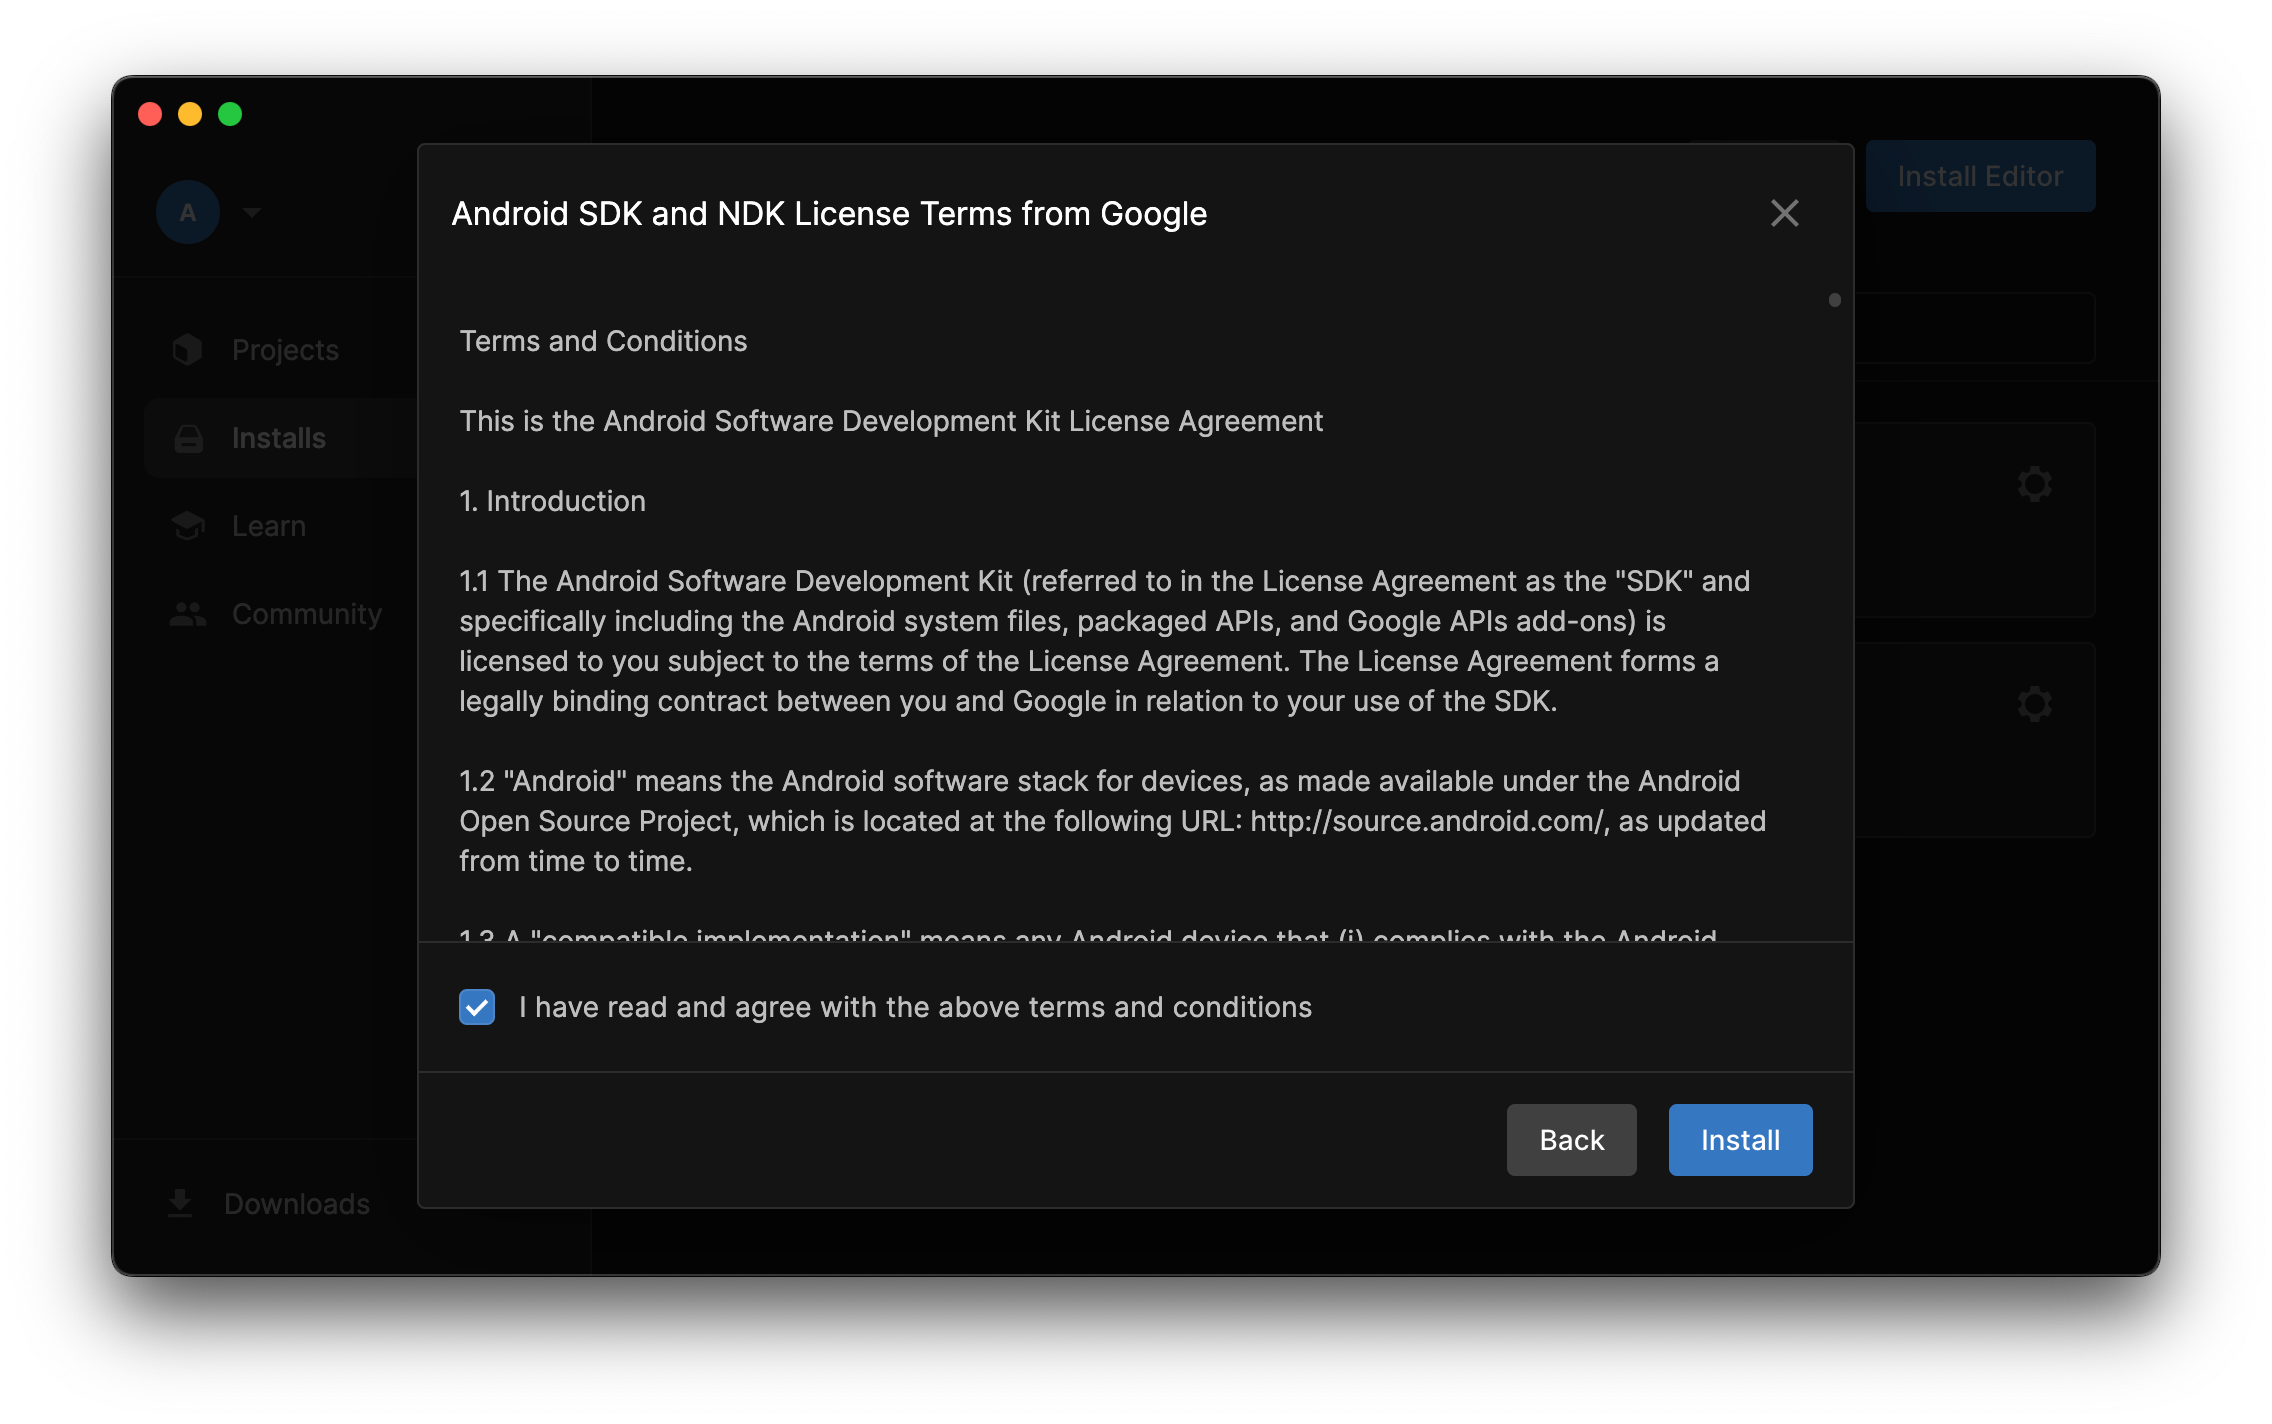 A
Projects
Installs
Learn
Community
Downloads
Install Editor
Android SDK and NDK License Terms from Google
Terms and Conditions
This is the Android Software Development Kit License Agreement
1. Introduction
1.1 The Android Software Development Kit (referred to in the License Agreement as the "SDK" and
specifically including the Android system files, packaged APIs, and Google APIs add-ons) is
licensed to you subject to the terms of the License Agreement. The License Agreement forms a
legally binding contract between you and Google in relation to your use of the SDK.
1.2 "Android" means the Android software stack for devices, as made available under the Android
Open Source Project, which is located at the following URL: http://source.android.com/, as updated
from time to time.
1.3 A "compatible implementation" means any Android device that (i) complies with the Android
I have read and agree with the above terms and conditions
Back
Install